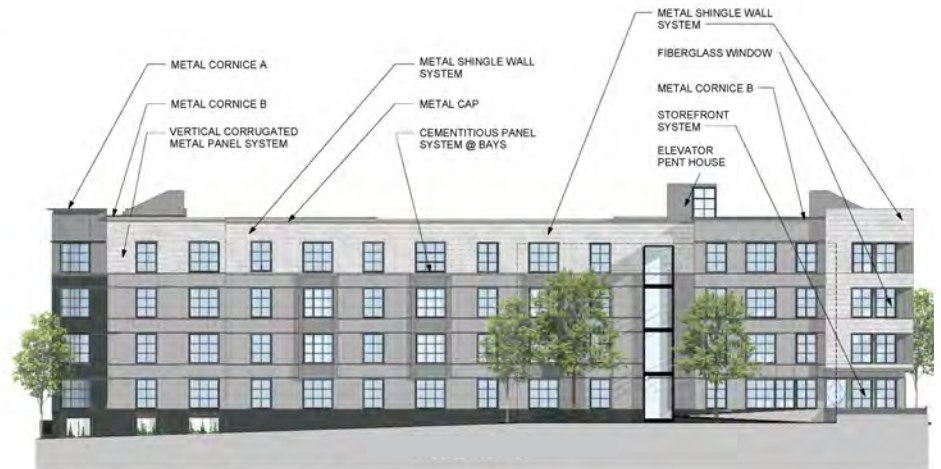 METAL SHINGLE WALL
SYSTEM
METAL CORNICE A
METAL SHINGLE WALL
SYSTEM
FIBERGLASS WINDOW
METAL CORNICE B
METAL CAP
METAL CORNICE B
VERTICAL CORRUGATED
METAL PANEL SYSTEM
CEMENTITIOUS PANEL
SYSTEM @ BAYS
STOREFRONT
SYSTEM
ELEVATOR
PENT HOUSE